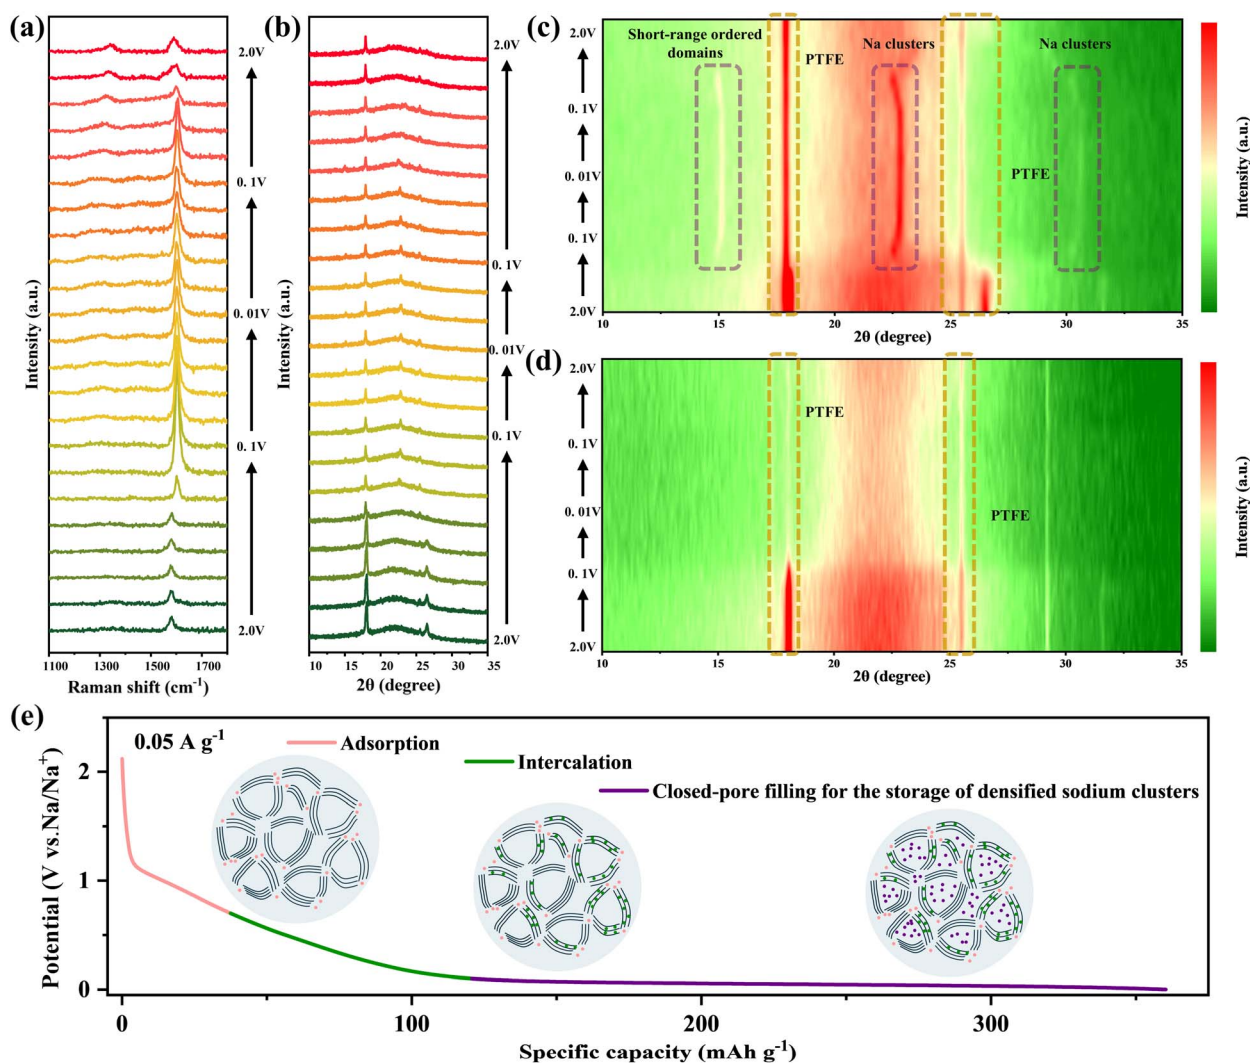 (a)
2.0V
0. 1V
0. 01V
0. 1V
2.0V
Intensity (a.u.)
1100 1300 1500 1700
Raman shift (cm⁻¹)
(b)
2.0V
0. 1V
0. 01V
0. 1V
2.0V
Intensity (a.u.)
10 15 20 25 30 35
2θ (degree)
(c)
2.0V
0. 1V
0. 01V
0. 1V
2.0V
Short-range ordered
domains
PTFE
Na clusters
Na clusters
PTFE
10 15 20 25 30 35
2θ (degree)
Intensity (a.u.)
(d)
2.0V
0. 1V
0. 01V
0. 1V
2.0V
PTFE
PTFE
10 15 20 25 30 35
2θ (degree)
Intensity (a.u.)
(e)
0.05 A g⁻¹
Adsorption
Intercalation
Closed-pore filling for the storage of densified sodium clusters
Potential (V vs.Na/Na⁺)
2
1
0
0 100 200 300
Specific capacity (mAh g⁻¹)